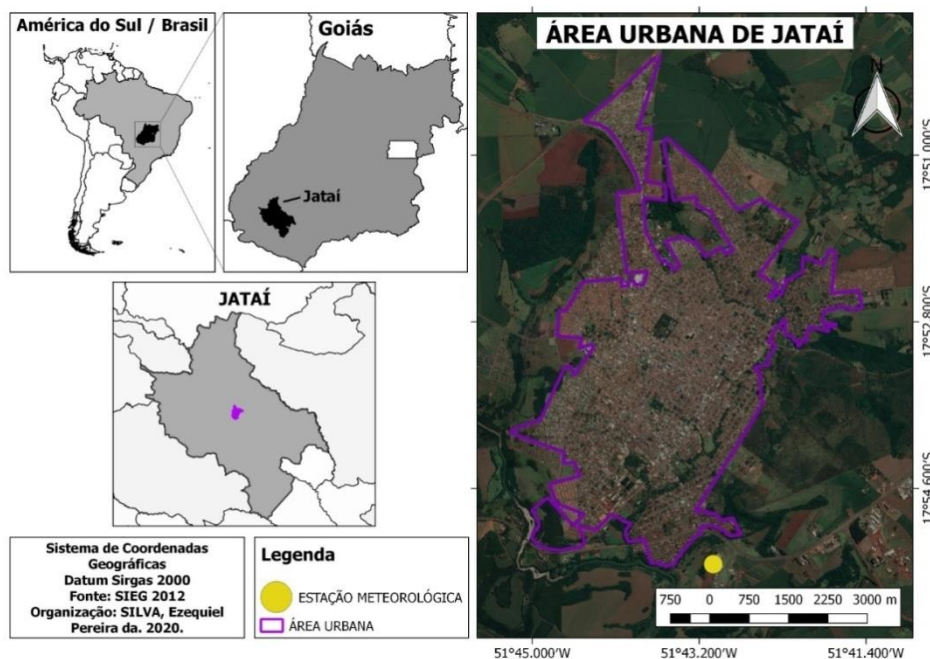 América do Sul / Brasil
Goiás
Jataí
JATAÍ
Sistema de Coordenadas
Geográficas
Datum Sirgas 2000
Fonte: SIEG 2012
Organização: SILVA, Ezequiel
Pereira da. 2020.
Legenda
ESTAÇÃO METEOROLÓGICA
ÁREA URBANA
ÁREA URBANA DE JATAÍ
N
17°51.000'S
17°52.800'S
17°54.600'S
750 0 750 1500 2250 3000 m
51°45.000'W 51°43.200'W 51°41.400'W